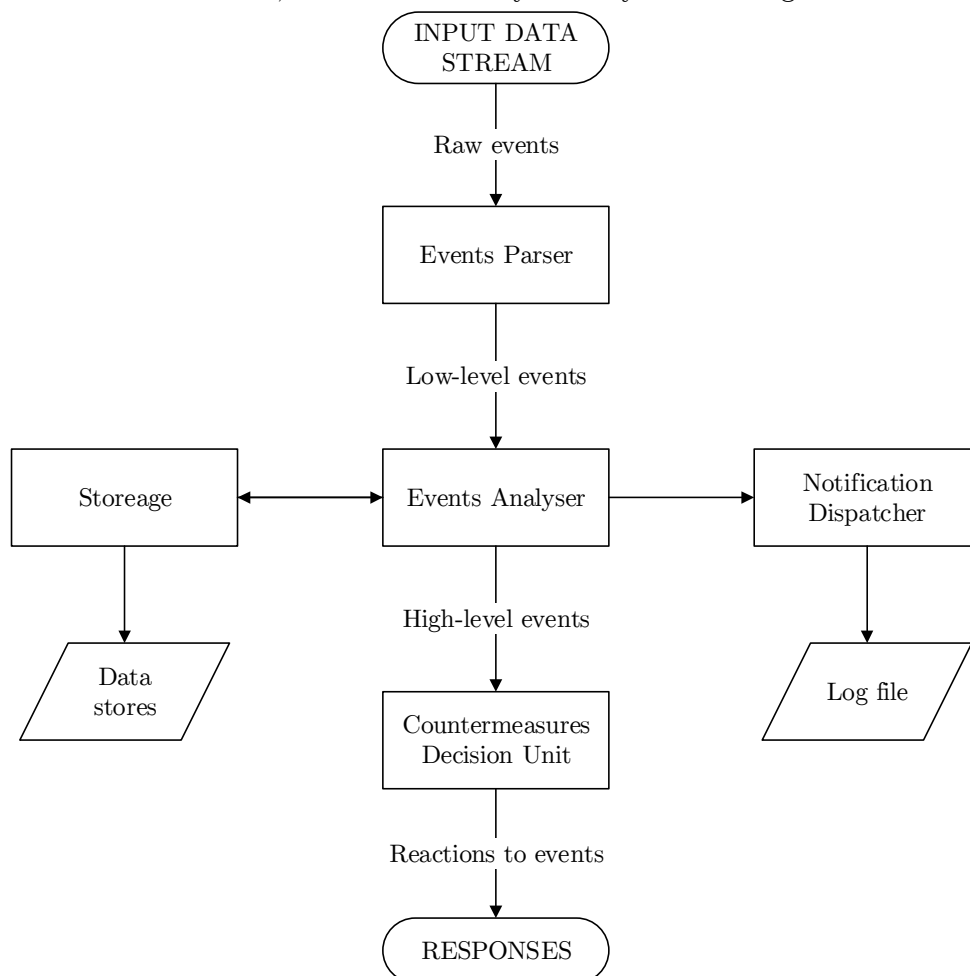 INPUT DATA
STREAM
Raw events
Events Parser
Low-level events
Storeage
Events Analyser
Notification
Dispatcher
High-level events
Data
stores
Log file
Countermeasures
Decision Unit
Reactions to events
RESPONSES